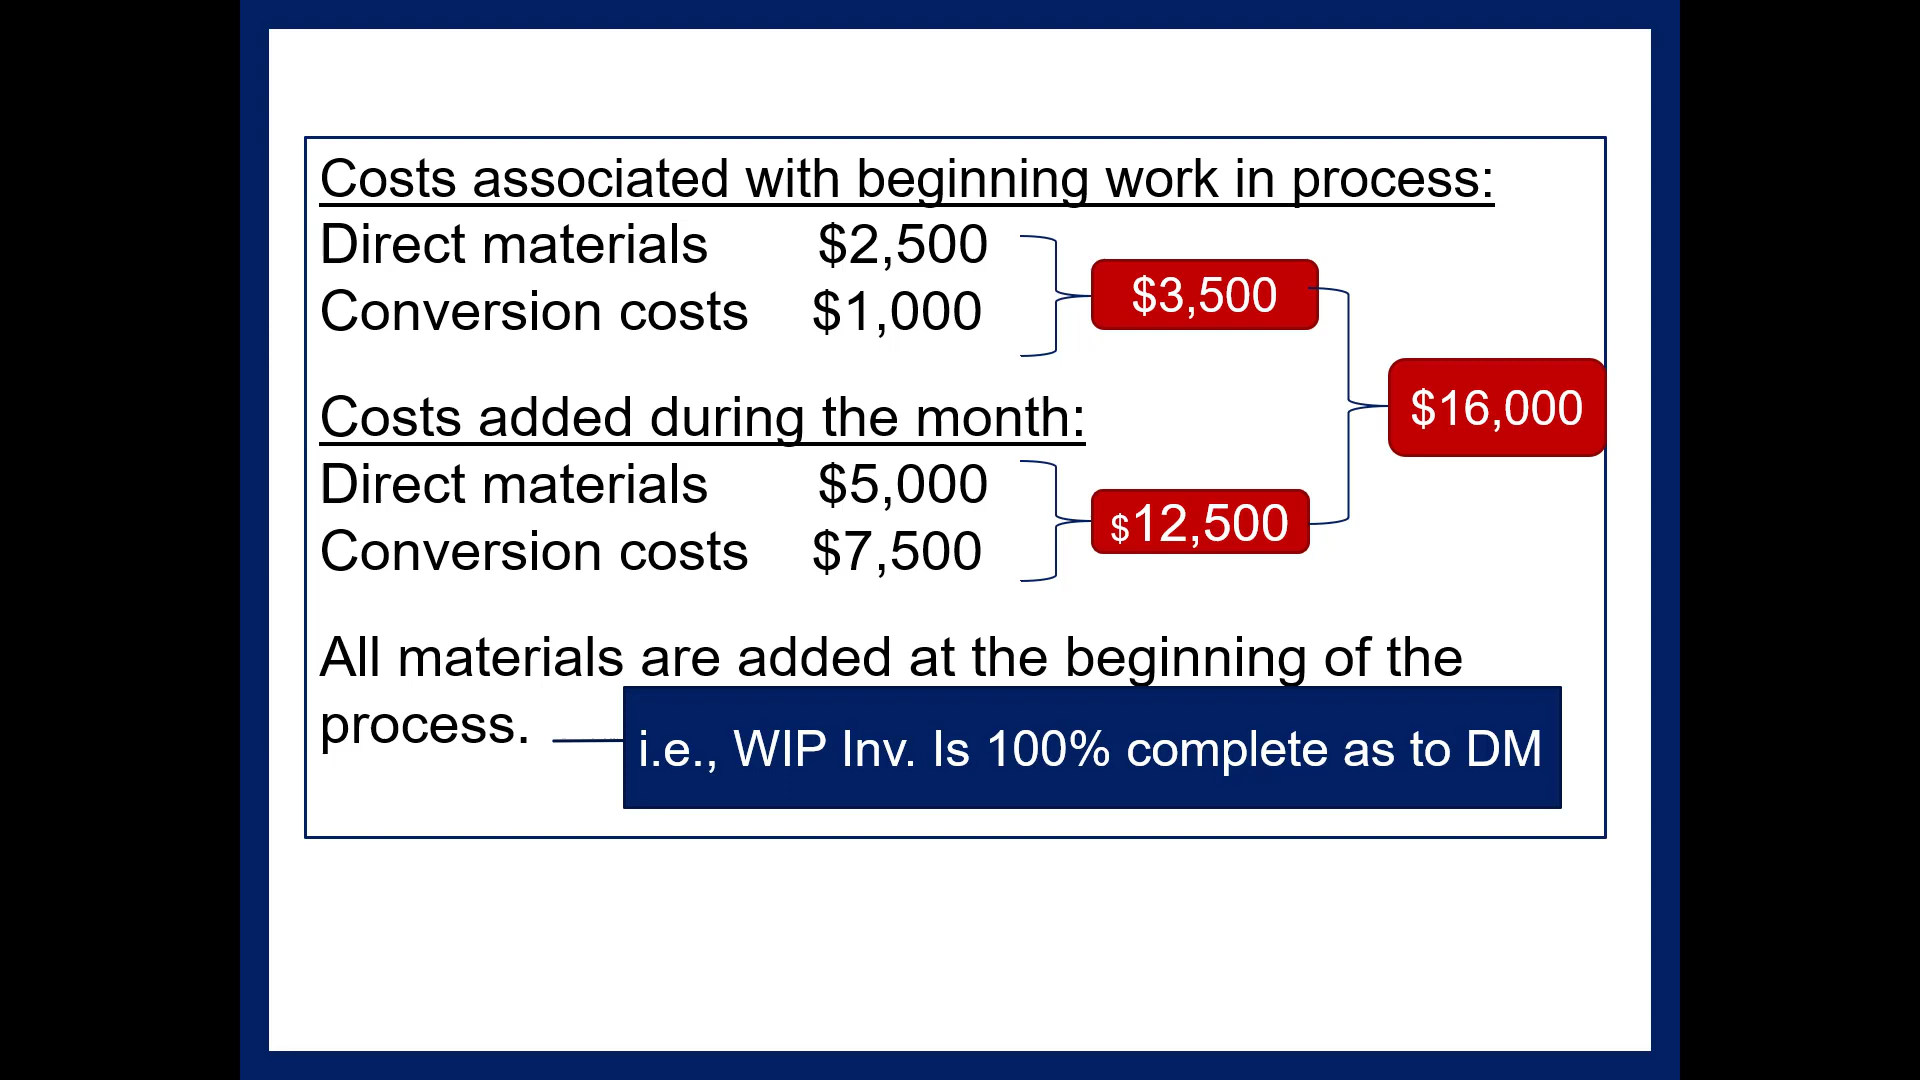 Costs associated with beginning work in process:
Direct materials $2,500
Conversion costs $1,000
$3,500
$16,000
Costs added during the month:
Direct materials $5,000
Conversion costs $7,500
$12,500
All materials are added at the beginning of the
process.
i.e., WIP Inv. Is 100% complete as to DM